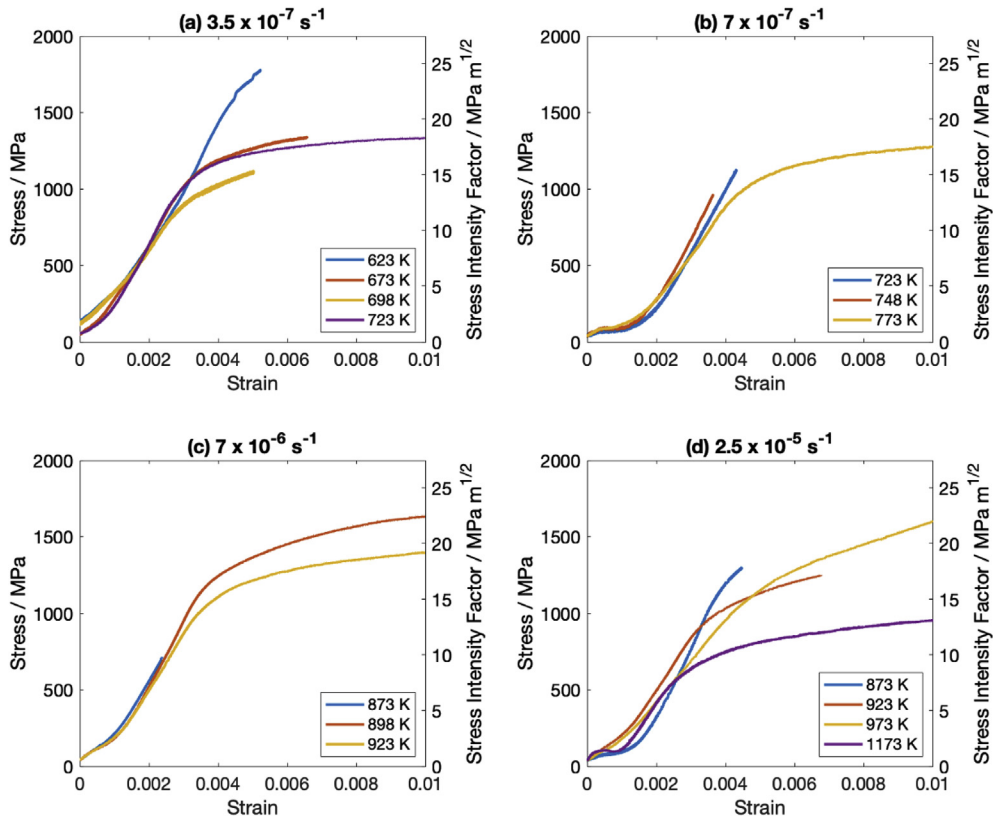 (a) 3.5 x 10⁻⁷ s⁻¹
2000
1500
1000
500
0
Stress / MPa
25
20
15
10
5
0
Stress Intensity Factor / MPa m^1/2
623 K
673 K
698 K
723 K
0 0.002 0.004 0.006 0.008 0.01
Strain
(b) 7 x 10⁻⁷ s⁻¹
2000
1500
1000
500
0
Stress / MPa
25
20
15
10
5
0
Stress Intensity Factor / MPa m^1/2
723 K
748 K
773 K
0 0.002 0.004 0.006 0.008 0.01
Strain
(c) 7 x 10⁻⁶ s⁻¹
2000
1500
1000
500
0
Stress / MPa
25
20
15
10
5
0
Stress Intensity Factor / MPa m^1/2
873 K
898 K
923 K
0 0.002 0.004 0.006 0.008 0.01
Strain
(d) 2.5 x 10⁻⁵ s⁻¹
2000
1500
1000
500
0
Stress / MPa
25
20
15
10
5
0
Stress Intensity Factor / MPa m^1/2
873 K
923 K
973 K
1173 K
0 0.002 0.004 0.006 0.008 0.01
Strain